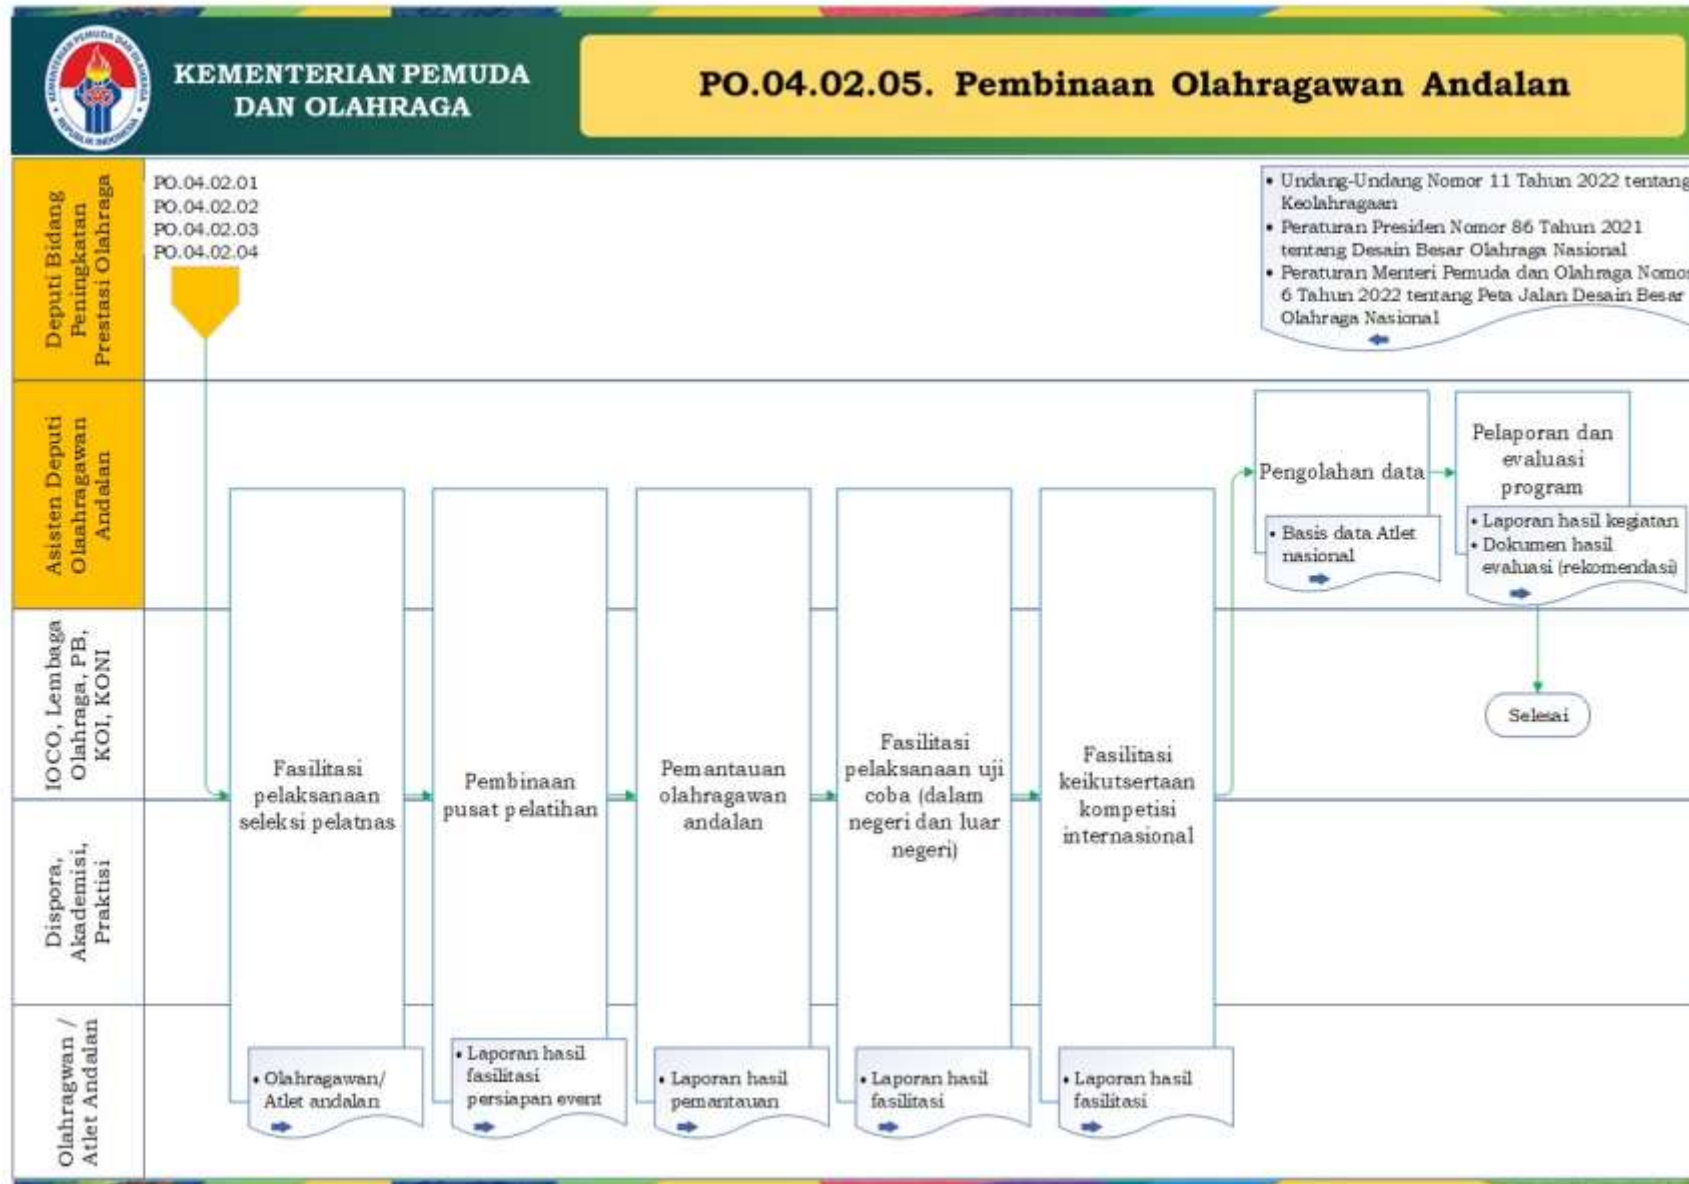 KEMENTERIAN PEMUDA DAN OLAHRAGA
REPUBLIK INDONESIA
KEMENTERIAN PEMUDA
DAN OLAHRAGA
PO.04.02.05. Pembinaan Olahragawan Andalan
Deputi Bidang
Peningkatan
Prestasi Olahraga
PO.04.02.01
PO.04.02.02
PO.04.02.03
PO.04.02.04
• Undang-Undang Nomor 11 Tahun 2022 tentang
Keolahragaan
• Peraturan Presiden Nomor 86 Tahun 2021
tentang Desain Besar Olahraga Nasional
• Peraturan Menteri Pemuda dan Olahraga Nomor
6 Tahun 2022 tentang Peta Jalan Desain Besar
Olahraga Nasional
Asisten Deputi
Olaahragawan
Andalan
Pengolahan data
• Basis data Atlet
nasional
Pelaporan dan
evaluasi
program
• Laporan hasil kegiatan
• Dokumen hasil
evaluasi (rekomendasi)
IOCO, Lembaga
Olahraga, PB,
KOI, KONI
Selesai
Fasilitasi
pelaksanaan
seleksi pelatnas
Pembinaan
pusat pelatihan
Pemantauan
olahragawan
andalan
Fasilitasi
pelaksanaan uji
coba (dalam
negeri dan luar
negeri)
Fasilitasi
keikutsertaan
kompetisi
internasional
Dispora,
Akademisi,
Praktisi
Olahragwan /
Atlet Andalan
• Olahragawan/
Atlet andalan
• Laporan hasil
fasilitasi
persiapan event
• Laporan hasil
pemantauan
• Laporan hasil
fasilitasi
• Laporan hasil
fasilitasi